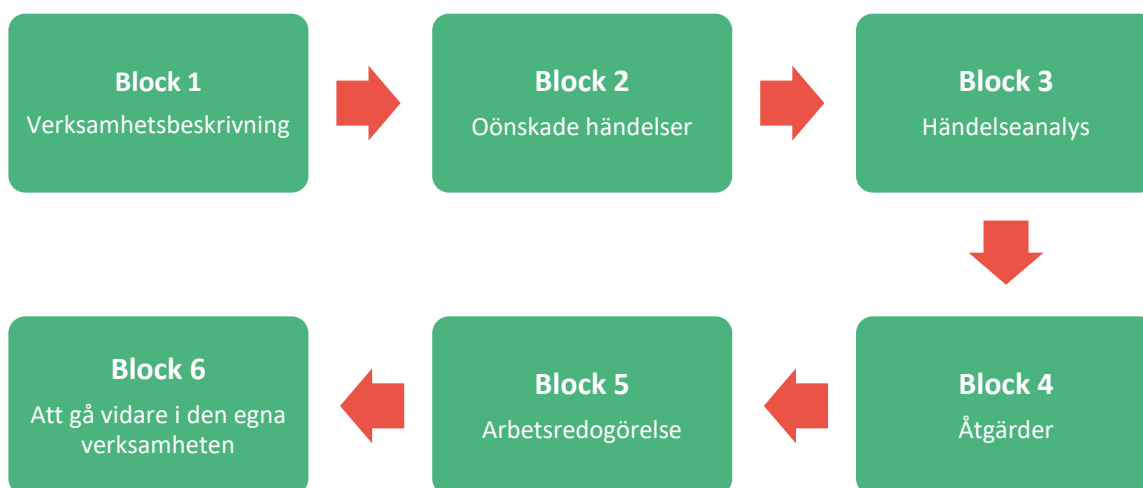 Block 1
Verksamhetsbeskrivning
Block 2
Oönskade händelser
Block 3
Händelseanalys
Block 4
Åtgärder
Block 5
Arbetsredogörelse
Block 6
Att gå vidare i den egna
verksamheten